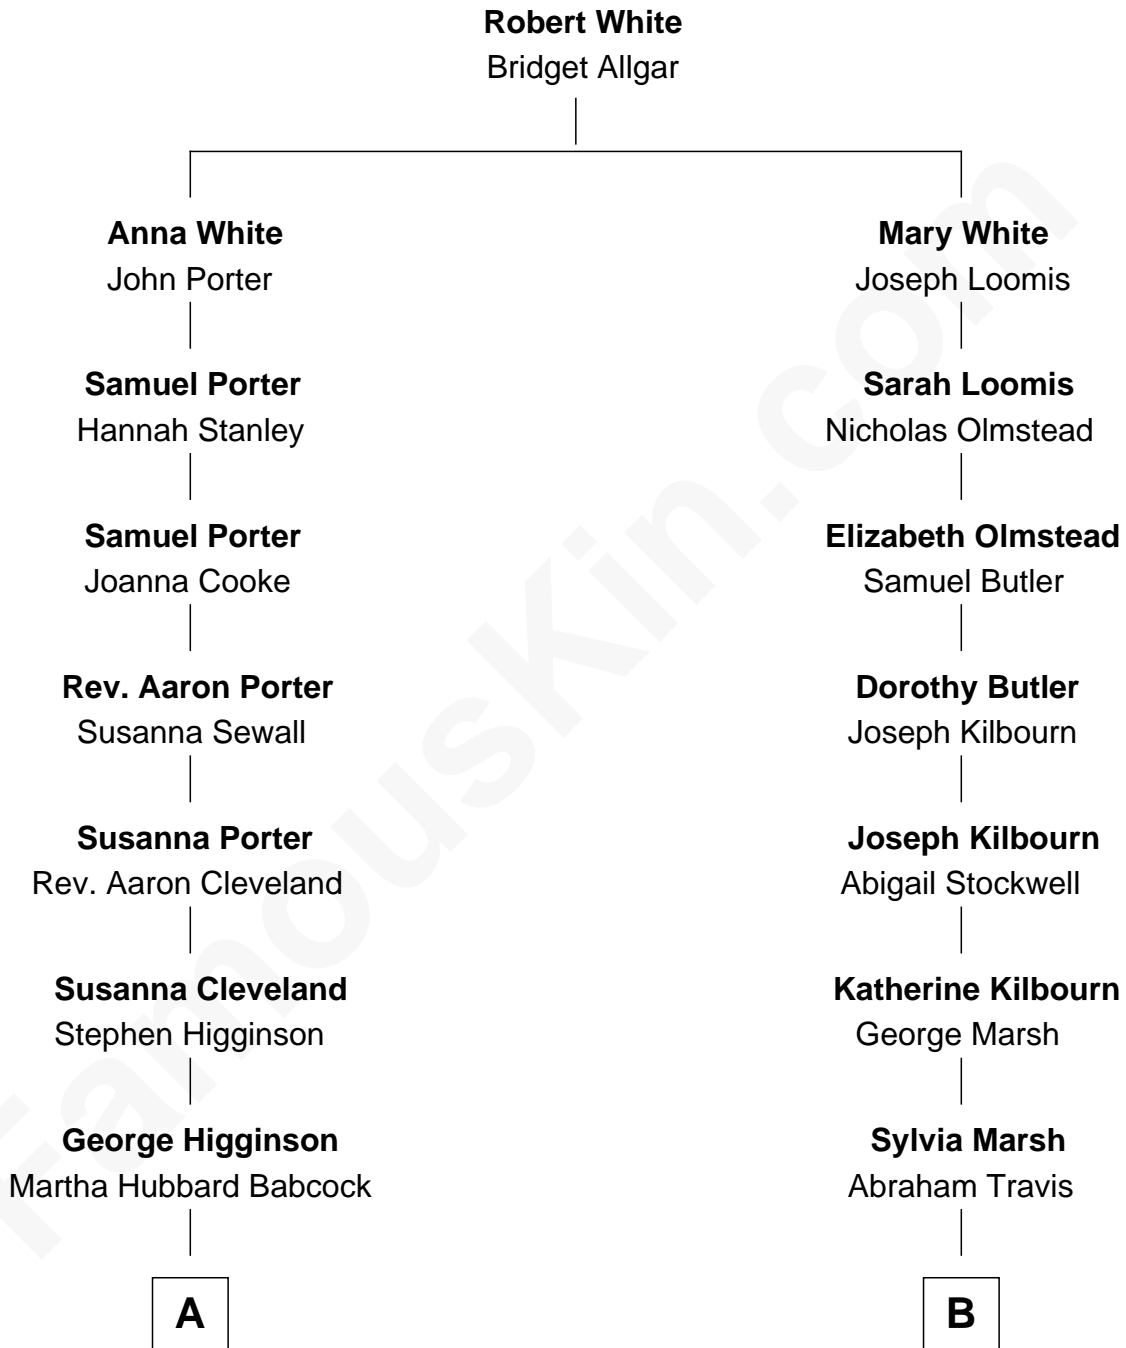 Robert White
Bridget Allgar
Anna White
John Porter
Mary White
Joseph Loomis
Samuel Porter
Hannah Stanley
Sarah Loomis
Nicholas Olmstead
Samuel Porter
Joanna Cooke
Elizabeth Olmstead
Samuel Butler
Rev. Aaron Porter
Susanna Sewall
Dorothy Butler
Joseph Kilbourn
Susanna Porter
Rev. Aaron Cleveland
Joseph Kilbourn
Abigail Stockwell
Susanna Cleveland
Stephen Higginson
Katherine Kilbourn
George Marsh
George Higginson
Martha Hubbard Babcock
Sylvia Marsh
Abraham Travis
A
B
FamousKin.com